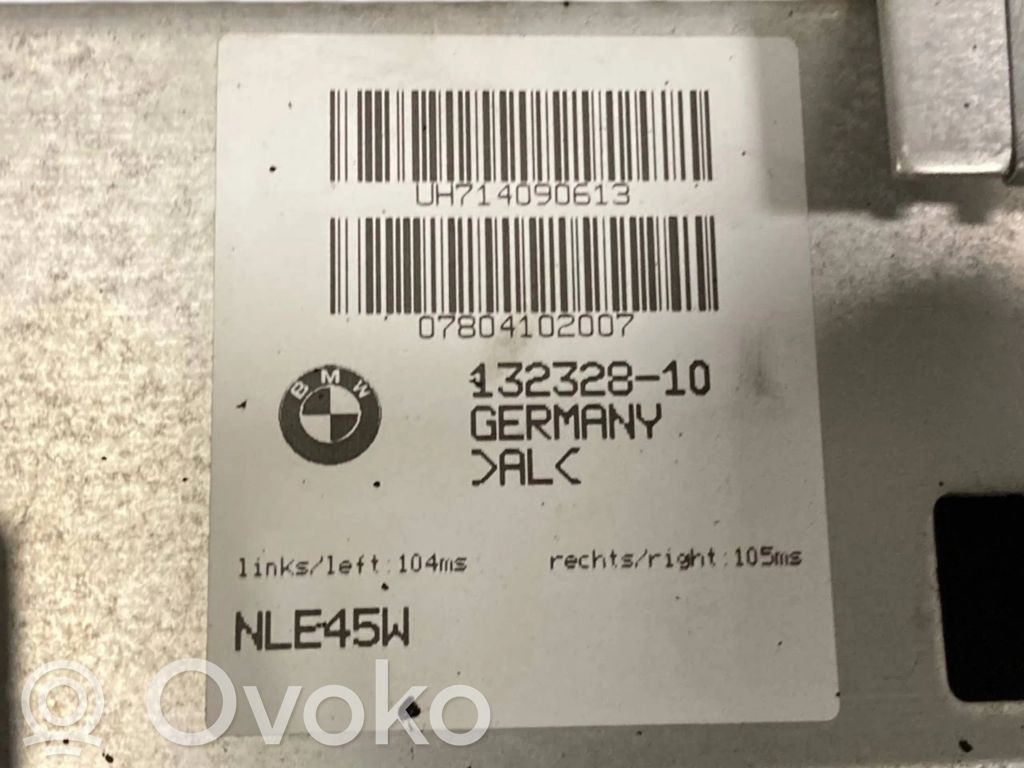 UH714090613
07804102007
BMW
132328-10
GERMANY
>AL<
links/left:104ms rechts/right:105ms
NLE45W
Ovoko